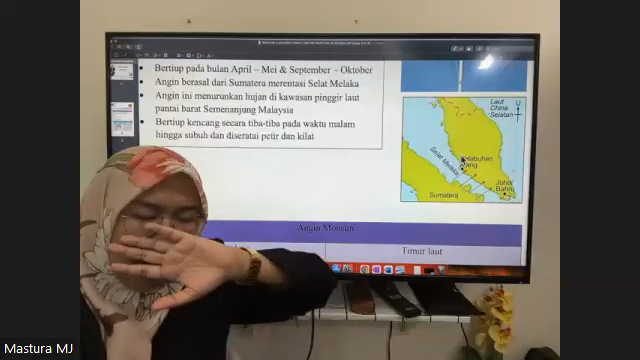 Bertiup pada bulan April – Mei & September – Oktober
Angin berasal dari Sumatera merentasi Selat Melaka
Angin ini menurunkan hujan di kawasan pinggir laut
pantai barat Semenanjung Malaysia
Bertiup kencang secara tiba-tiba pada waktu malam
hingga subuh dan diseratai petir dan kilat
Laut
China
Selatan
U
Selat Melaka
Johor
Bahru
Sumatera
Angin Monsun
Timur laut
Mastura MJ